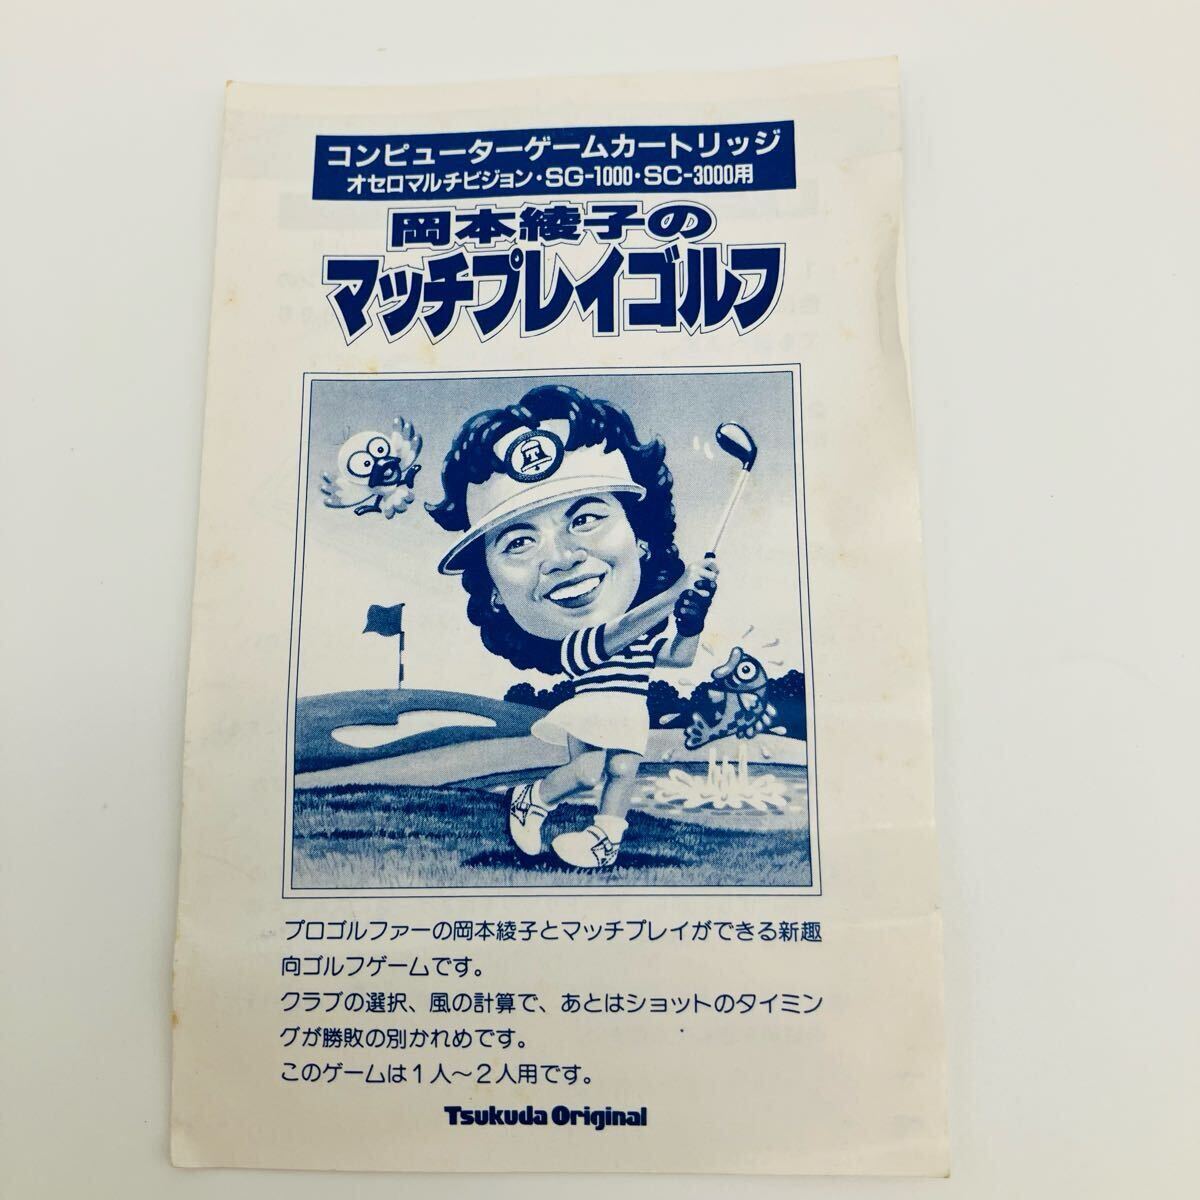 コンピューターゲームカートリッジ
オセロマルチビジョン・SG-1000・SC-3000用
岡本綾子の
マッチプレイゴルフ
プロゴルファーの岡本綾子とマッチプレイができる新趣
向ゴルフゲームです。
クラブの選択、風の計算で、あとはショットのタイミン
グが勝敗の別かれめです。
このゲームは1人〜2人用です。
Tsukuda Original